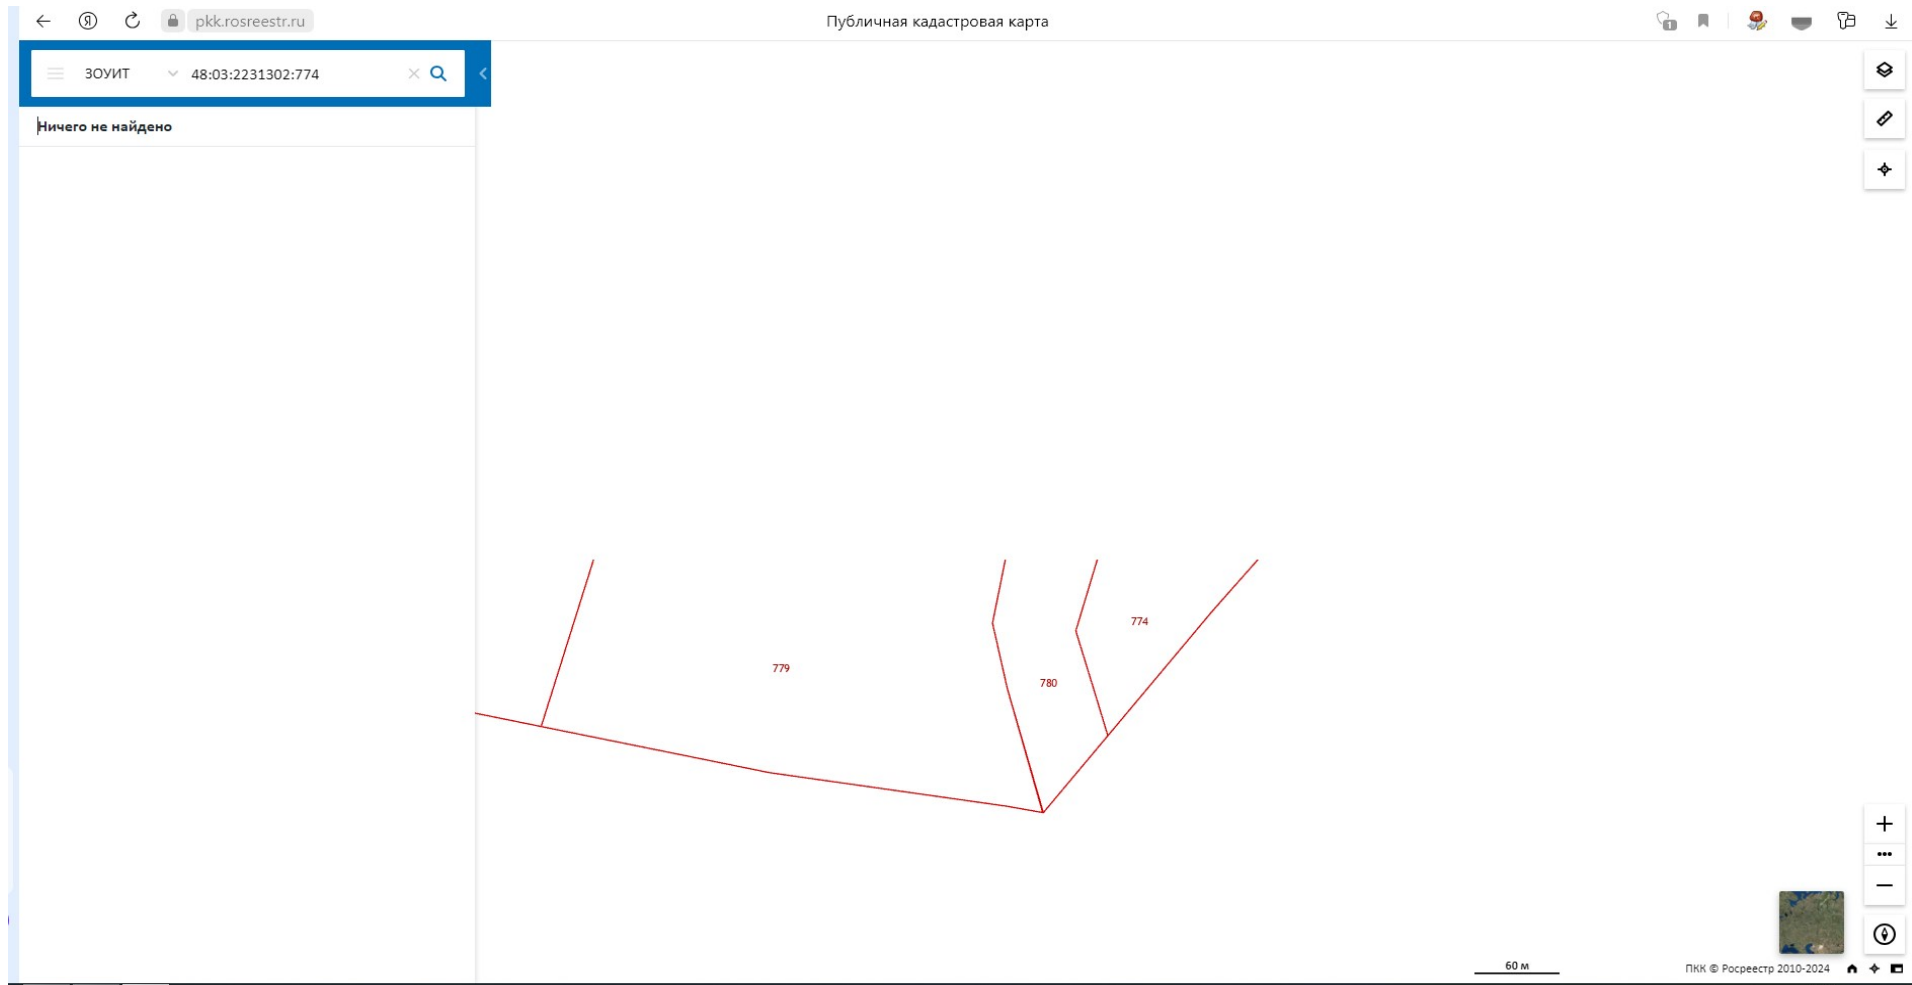 pkk.rosreestr.ru
Публичная кадастровая карта
1
ЗОУИТ
48:03:2231302:774
Ничего не найдено
774
779
780
60 м
ПКК © Росреестр 2010-2024